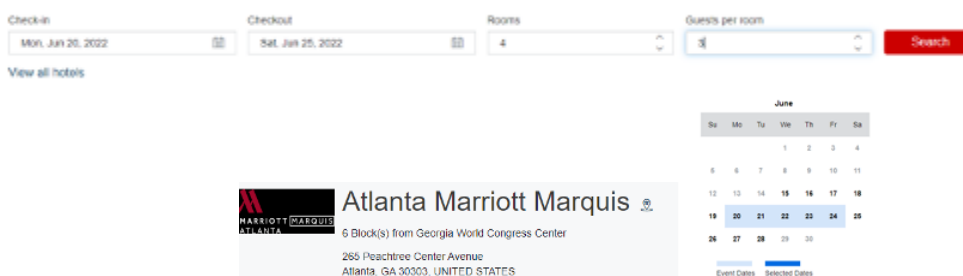 Check-in Checkout Rooms Guests per room
Mon, Jun 20, 2022 Sat, Jun 25, 2022 4 3 Search
View all hotels
June
Su Mo Tu We Th Fr Sa
1 2 3 4
5 6 7 8 9 10 11
12 13 14 15 16 17 18
19 20 21 22 23 24 25
26 27 28 29 30
Event Dates Selected Dates
MARRIOTT MARQUIS
ATLANTA
Atlanta Marriott Marquis
6 Block(s) from Georgia World Congress Center
265 Peachtree Center Avenue
Atlanta, GA 30303, UNITED STATES